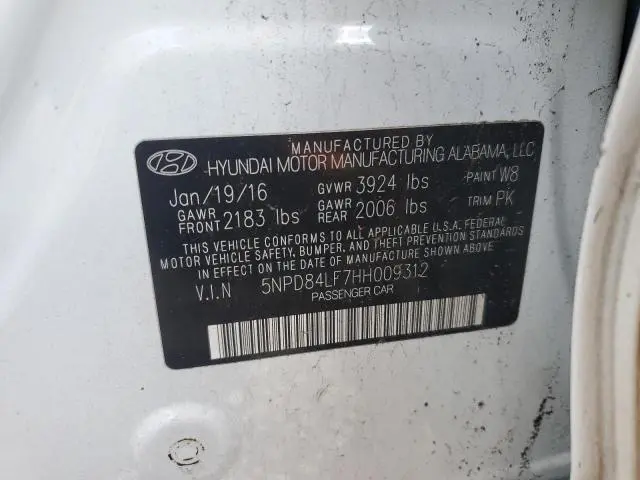 MANUFACTURED BY
HYUNDAI MOTOR MANUFACTURING ALABAMA, LLC
Jan/19/16 GVWR 3924 lbs PAINT W8
GAWR FRONT 2183 lbs GAWR REAR 2006 lbs TRIM PK
THIS VEHICLE CONFORMS TO ALL APPLICABLE U.S.A. FEDERAL
MOTOR VEHICLE SAFETY, BUMPER, AND THEFT PREVENTION
STANDARDS IN EFFECT ON THE DATE OF MANUFACTURE SHOWN ABOVE.
V.I.N 5NPD84LF7HH009312
PASSENGER CAR